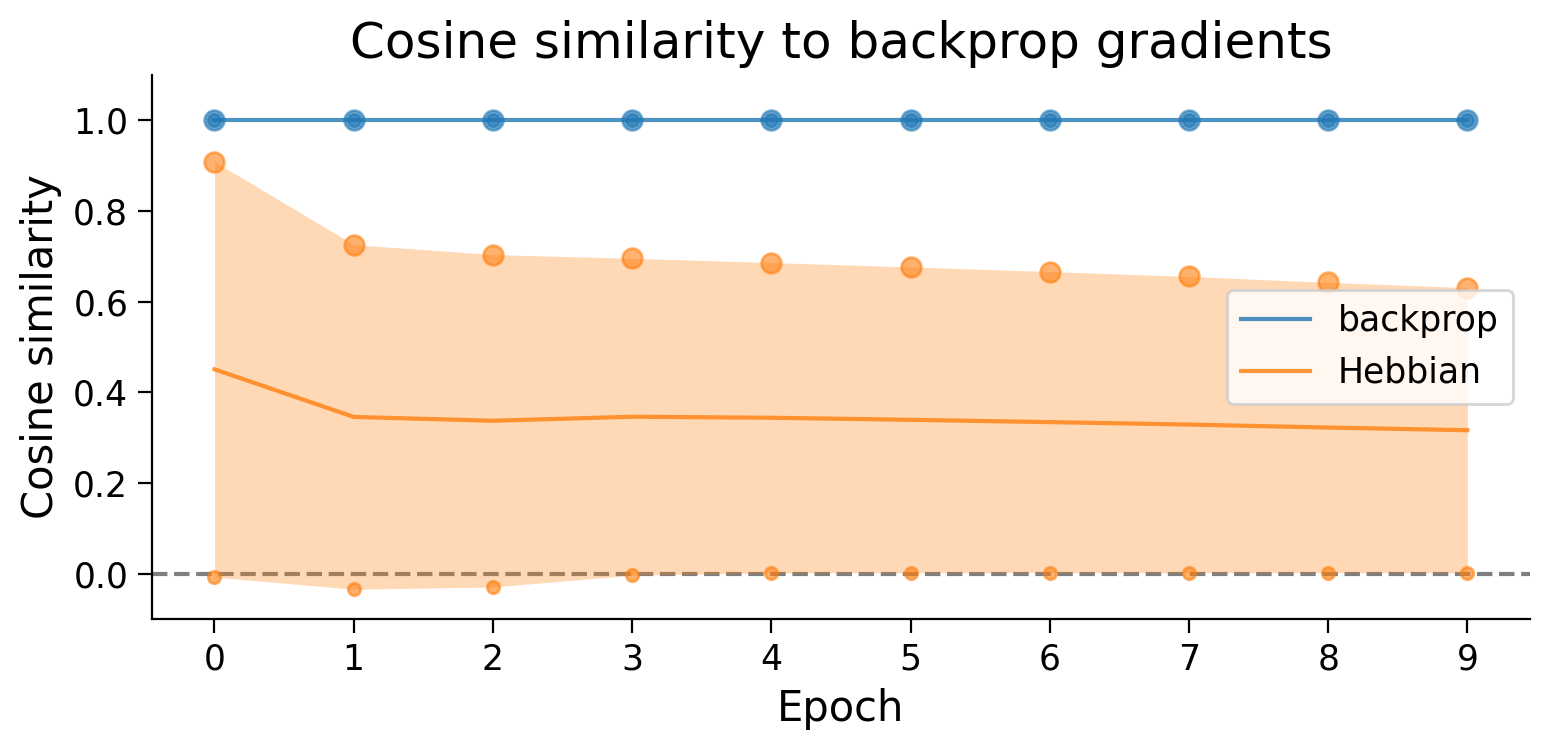 Cosine similarity to backprop gradients
Cosine similarity
1.0
0.8
0.6
0.4
0.2
0.0
backprop
Hebbian
0 1 2 3 4 5 6 7 8 9
Epoch